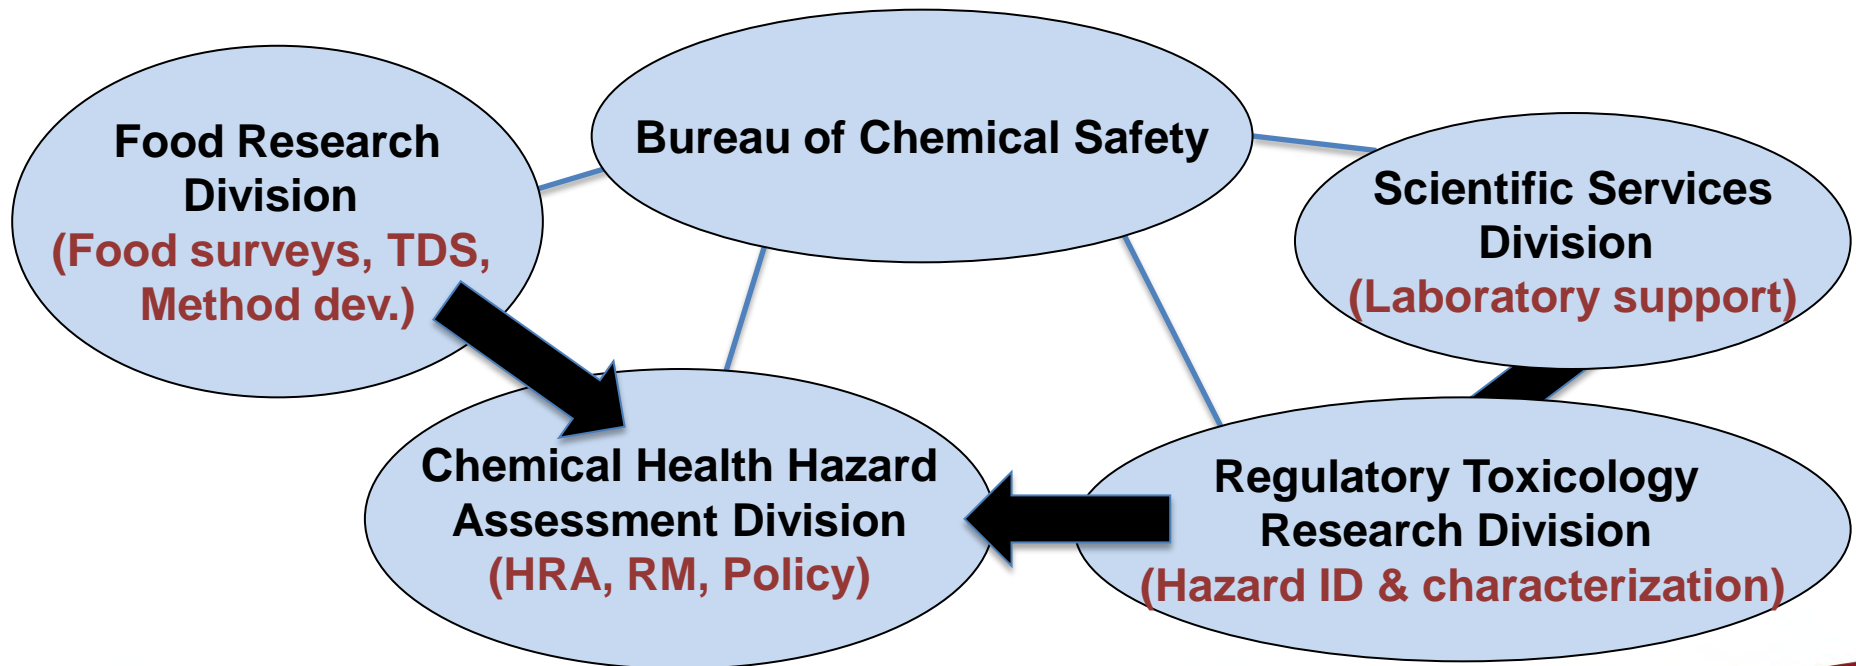 Food Research
Division
(Food surveys, TDS,
Method dev.)
Bureau of Chemical Safety
Scientific Services
Division
(Laboratory support)
Chemical Health Hazard
Assessment Division
(HRA, RM, Policy)
Regulatory Toxicology
Research Division
(Hazard ID & characterization)